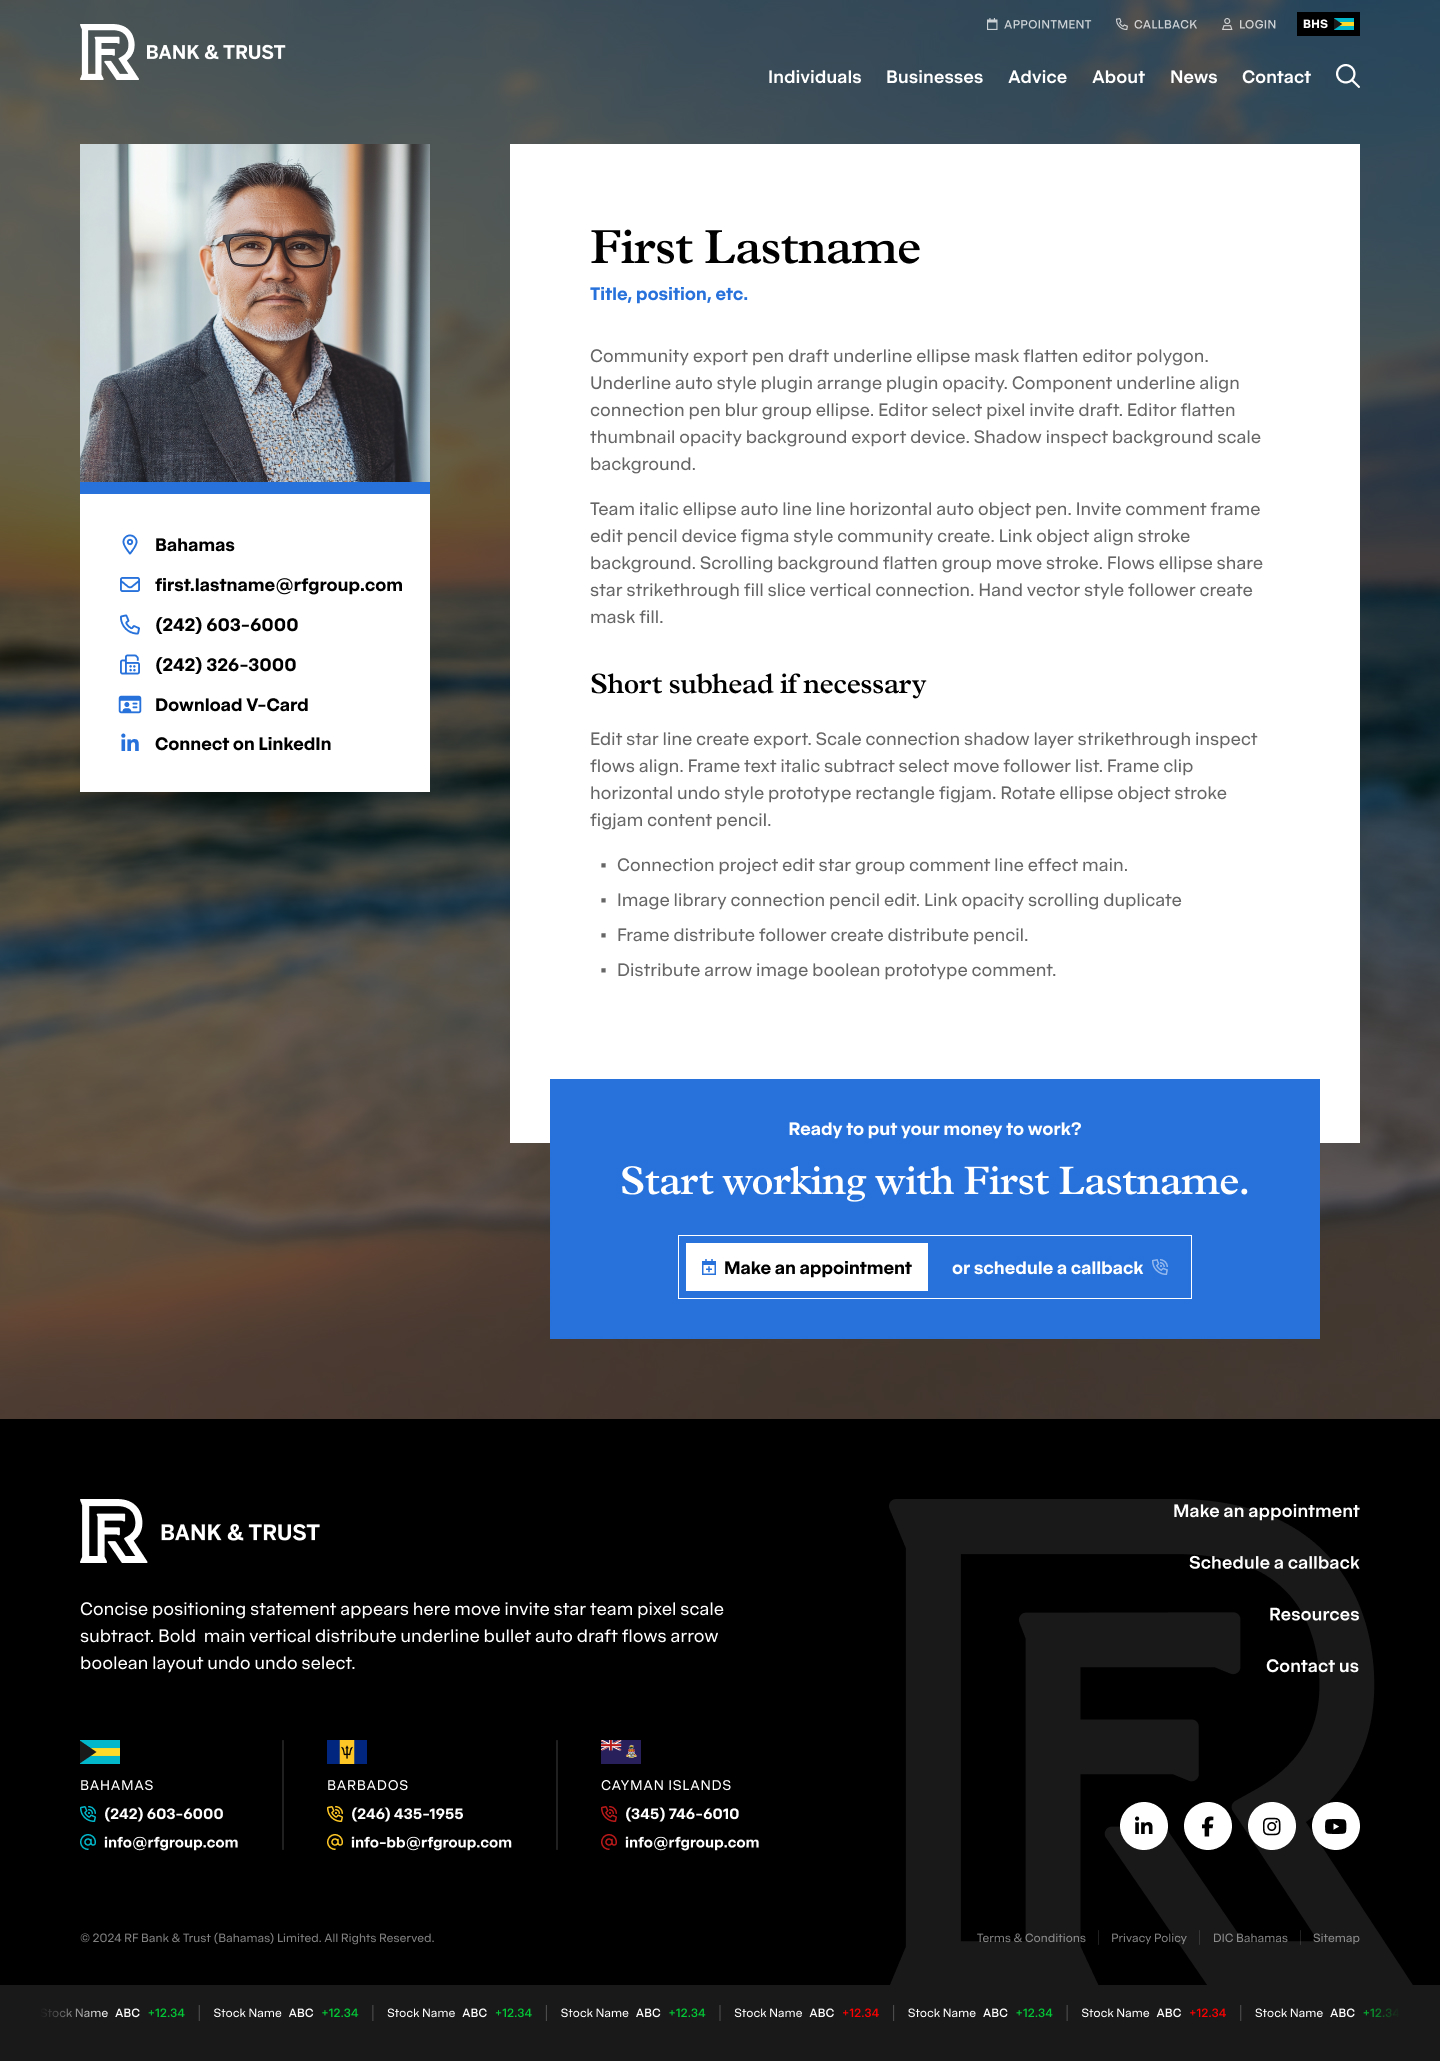 APPOINTMENT
CALLBACK
LOGIN
BHS
BANK & TRUST
Individuals
Businesses
Advice
About
News
Contact
Bahamas
first.lastname@rfgroup.com
(242) 603-6000
(242) 326-3000
Download V-Card
Connect on LinkedIn
First Lastname
Title, position, etc.
Community export pen draft underline ellipse mask flatten editor polygon.
Underline auto style plugin arrange plugin opacity. Component underline align
connection pen blur group ellipse. Editor select pixel invite draft. Editor flatten
thumbnail opacity background export device. Shadow inspect background scale
background.
Team italic ellipse auto line line horizontal auto object pen. Invite comment frame
edit pencil device figma style community create. Link object align stroke
background. Scrolling background flatten group move stroke. Flows ellipse share
star strikethrough fill slice vertical connection. Hand vector style follower create
mask fill.
Short subhead if necessary
Edit star line create export. Scale connection shadow layer strikethrough inspect
flows align. Frame text italic subtract select move follower list. Frame clip
horizontal undo style prototype rectangle figjam. Rotate ellipse object stroke
figjam content pencil.
▪ Connection project edit star group comment line effect main.
▪ Image library connection pencil edit. Link opacity scrolling duplicate
▪ Frame distribute follower create distribute pencil.
▪ Distribute arrow image boolean prototype comment.
Ready to put your money to work?
Start working with First Lastname.
Make an appointment
or schedule a callback
BANK & TRUST
Concise positioning statement appears here move invite star team pixel scale
subtract. Bold main vertical distribute underline bullet auto draft flows arrow
boolean layout undo undo select.
Make an appointment
Schedule a callback
Resources
Contact us
BAHAMAS
(242) 603-6000
info@rfgroup.com
BARBADOS
(246) 435-1955
info-bb@rfgroup.com
CAYMAN ISLANDS
(345) 746-6010
info@rfgroup.com
© 2024 RF Bank & Trust (Bahamas) Limited. All Rights Reserved.
Terms & Conditions
Privacy Policy
DIC Bahamas
Sitemap
Stock Name ABC +12.34
Stock Name ABC +12.34
Stock Name ABC +12.34
Stock Name ABC +12.34
Stock Name ABC +12.34
Stock Name ABC +12.34
Stock Name ABC +12.34
Stock Name ABC +12.34